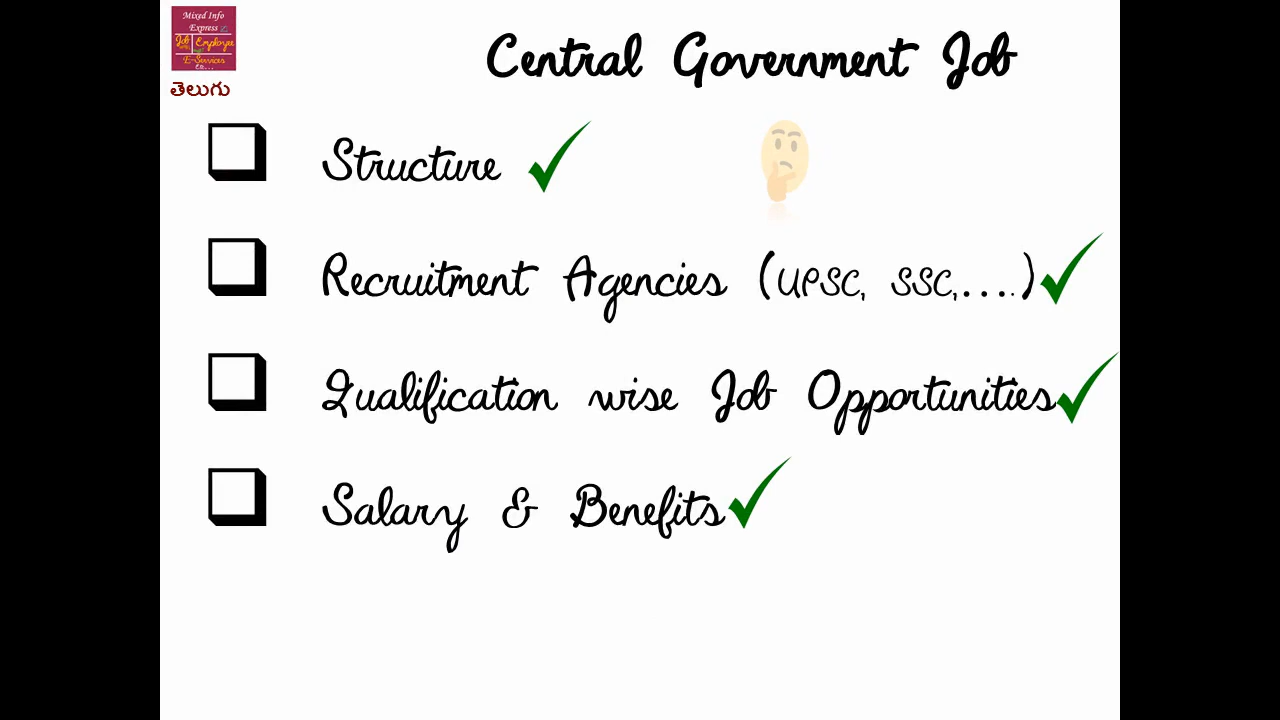 Mixed Info
Express
Job Employee
E-Services
తెలుగు
Central Government Job
Structure
Recruitment Agencies (UPSC, SSC,....)
Qualification wise Job Opportunities
Salary & Benefits